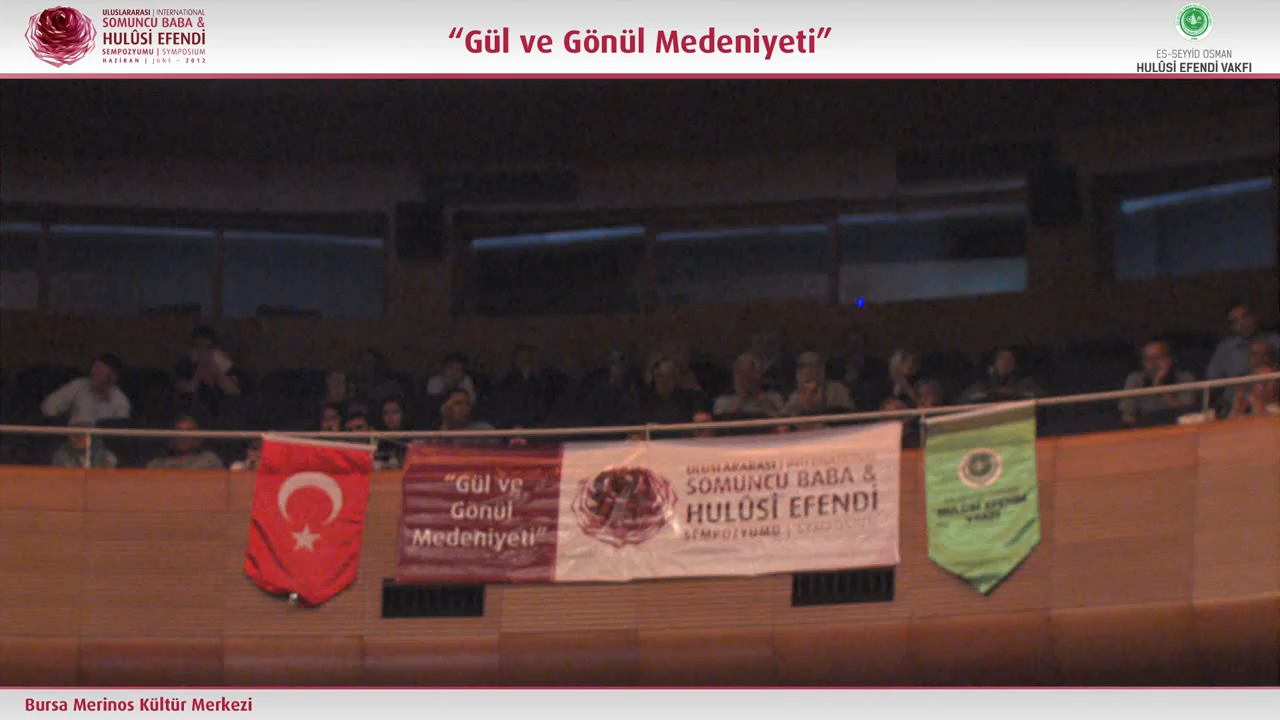 ULUSLARARASI | INTERNATIONAL
SOMUNCU BABA &
HULÛSİ EFENDİ
SEMPOZYUMU | SYMPOSIUM
HAZİRAN | JUNE - 2012
“Gül ve Gönül Medeniyeti”
ES-SEYYİD OSMAN
HULÛSİ EFENDİ VAKFI
“Gül ve
Gönül
Medeniyeti”
ULUSLARARASI | INTERNATIONAL
SOMUNCU BABA &
HULÛSİ EFENDİ
SEMPOZYUMU | SYMPOSIUM
HULÛSİ EFENDİ
VAKFI
Bursa Merinos Kültür Merkezi